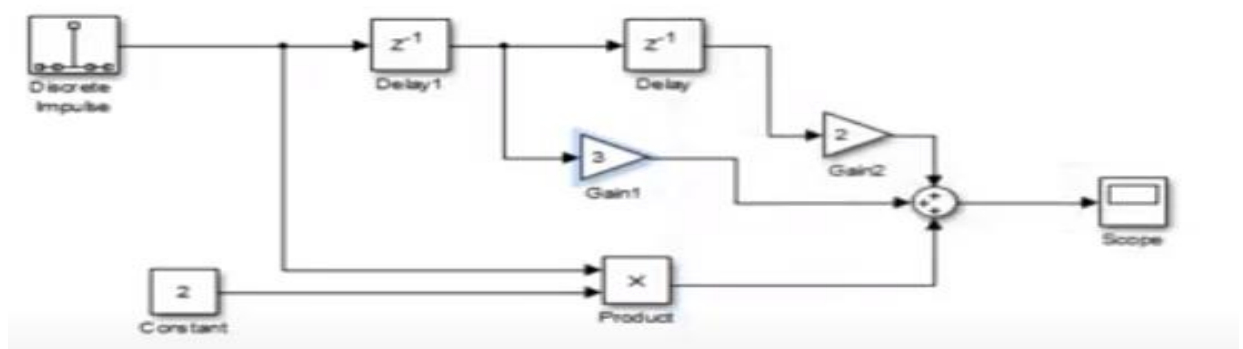 z-1
z-1
Discrete
Impulse
Delay1
Delay
2
3
Gain2
Gain1
Scope
2
×
Constant
Product